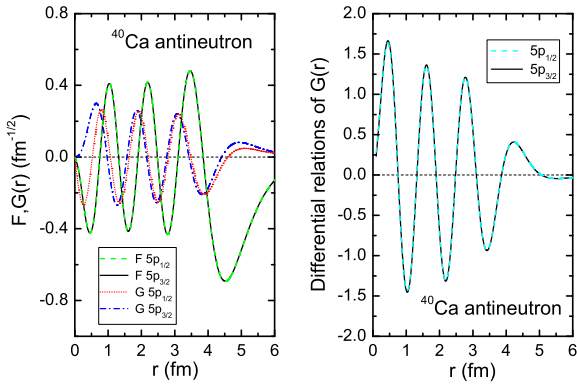 0.8
0.4
0.0
-0.4
-0.8
F,G(r) (fm^-1/2)
40Ca antineutron
F 5p1/2
F 5p3/2
G 5p1/2
G 5p3/2
0 1 2 3 4 5 6
r (fm)
2.0
1.5
1.0
0.5
0.0
-0.5
-1.0
-1.5
-2.0
Differential relations of G(r)
5p1/2
5p3/2
40Ca antineutron
0 1 2 3 4 5 6
r (fm)